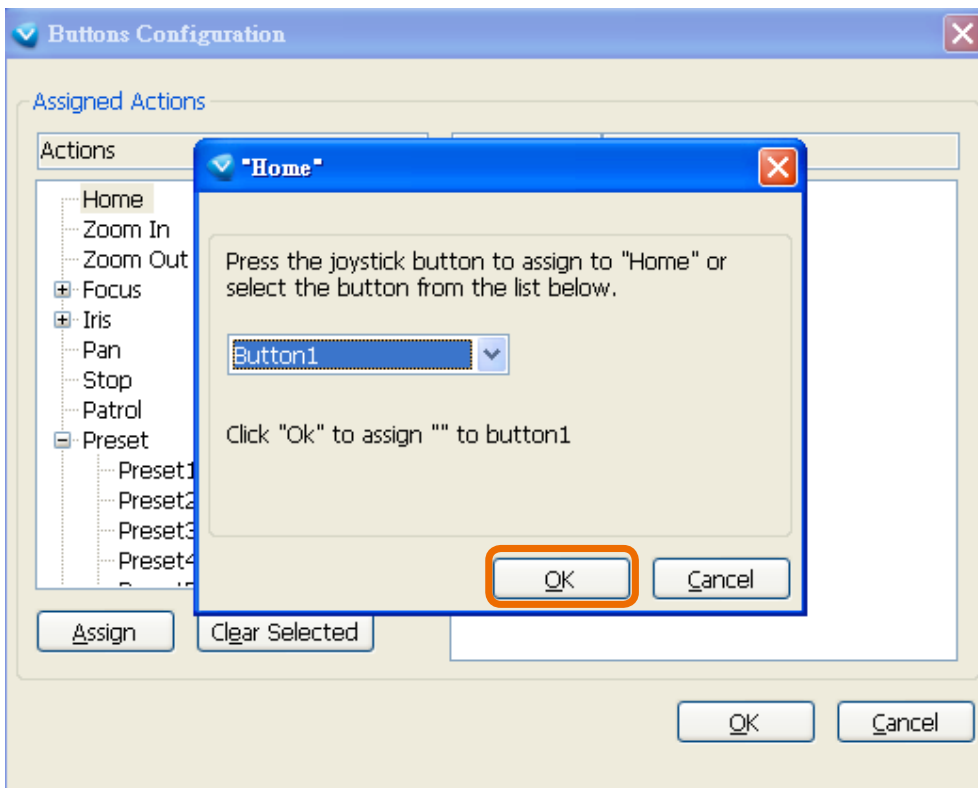 Buttons Configuration
Assigned Actions
Actions
"Home"
Home
Zoom In
Zoom Out
Focus
Iris
Pan
Stop
Patrol
Preset
Preset1
Preset2
Preset3
Preset4
Press the joystick button to assign to "Home" or
select the button from the list below.
Button1
Click "Ok" to assign "" to button1
OK
Cancel
Assign
Clear Selected
OK
Cancel